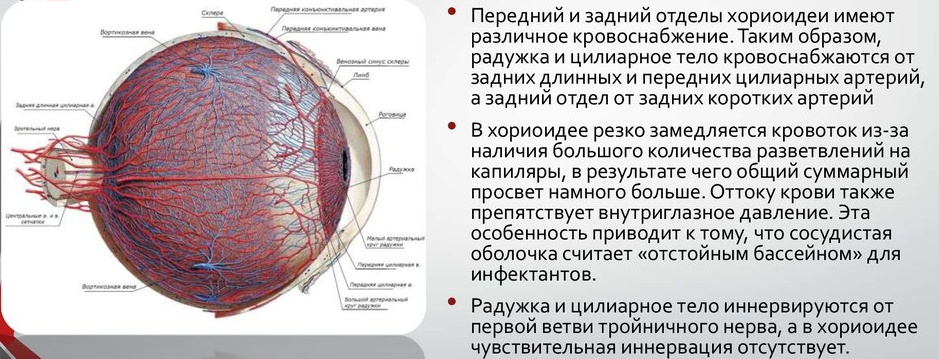 Склера
Передняя конъюнктивальная артерия
Передняя конъюнктивальная вена
Вортикозная вена
Венозный синус склеры
Лимб
Задняя длинная цилиарная а.
Роговица
Зрительный нерв
Радужка
Центральные а. и в.
сетчатки
Малый артериальный
круг радужки
Передняя цилиарная в.
Вортикозная вена
Передняя цилиарная а.
Большой артериальный
круг радужки
Передний и задний отделы хориоидеи имеют
различное кровоснабжение. Таким образом,
радужка и цилиарное тело кровоснабжаются от
задних длинных и передних цилиарных артерий,
а задний отдел от задних коротких артерий
В хориоидее резко замедляется кровоток из-за
наличия большого количества разветвлений на
капиляры, в результате чего общий суммарный
просвет намного больше. Оттоку крови также
препятствует внутриглазное давление. Эта
особенность приводит к тому, что сосудистая
оболочка считает «отстойным бассейном» для
инфектантов.
Радужка и цилиарное тело иннервируются от
первой ветви тройничного нерва, а в хориоидее
чувствительная иннервация отсутствует.